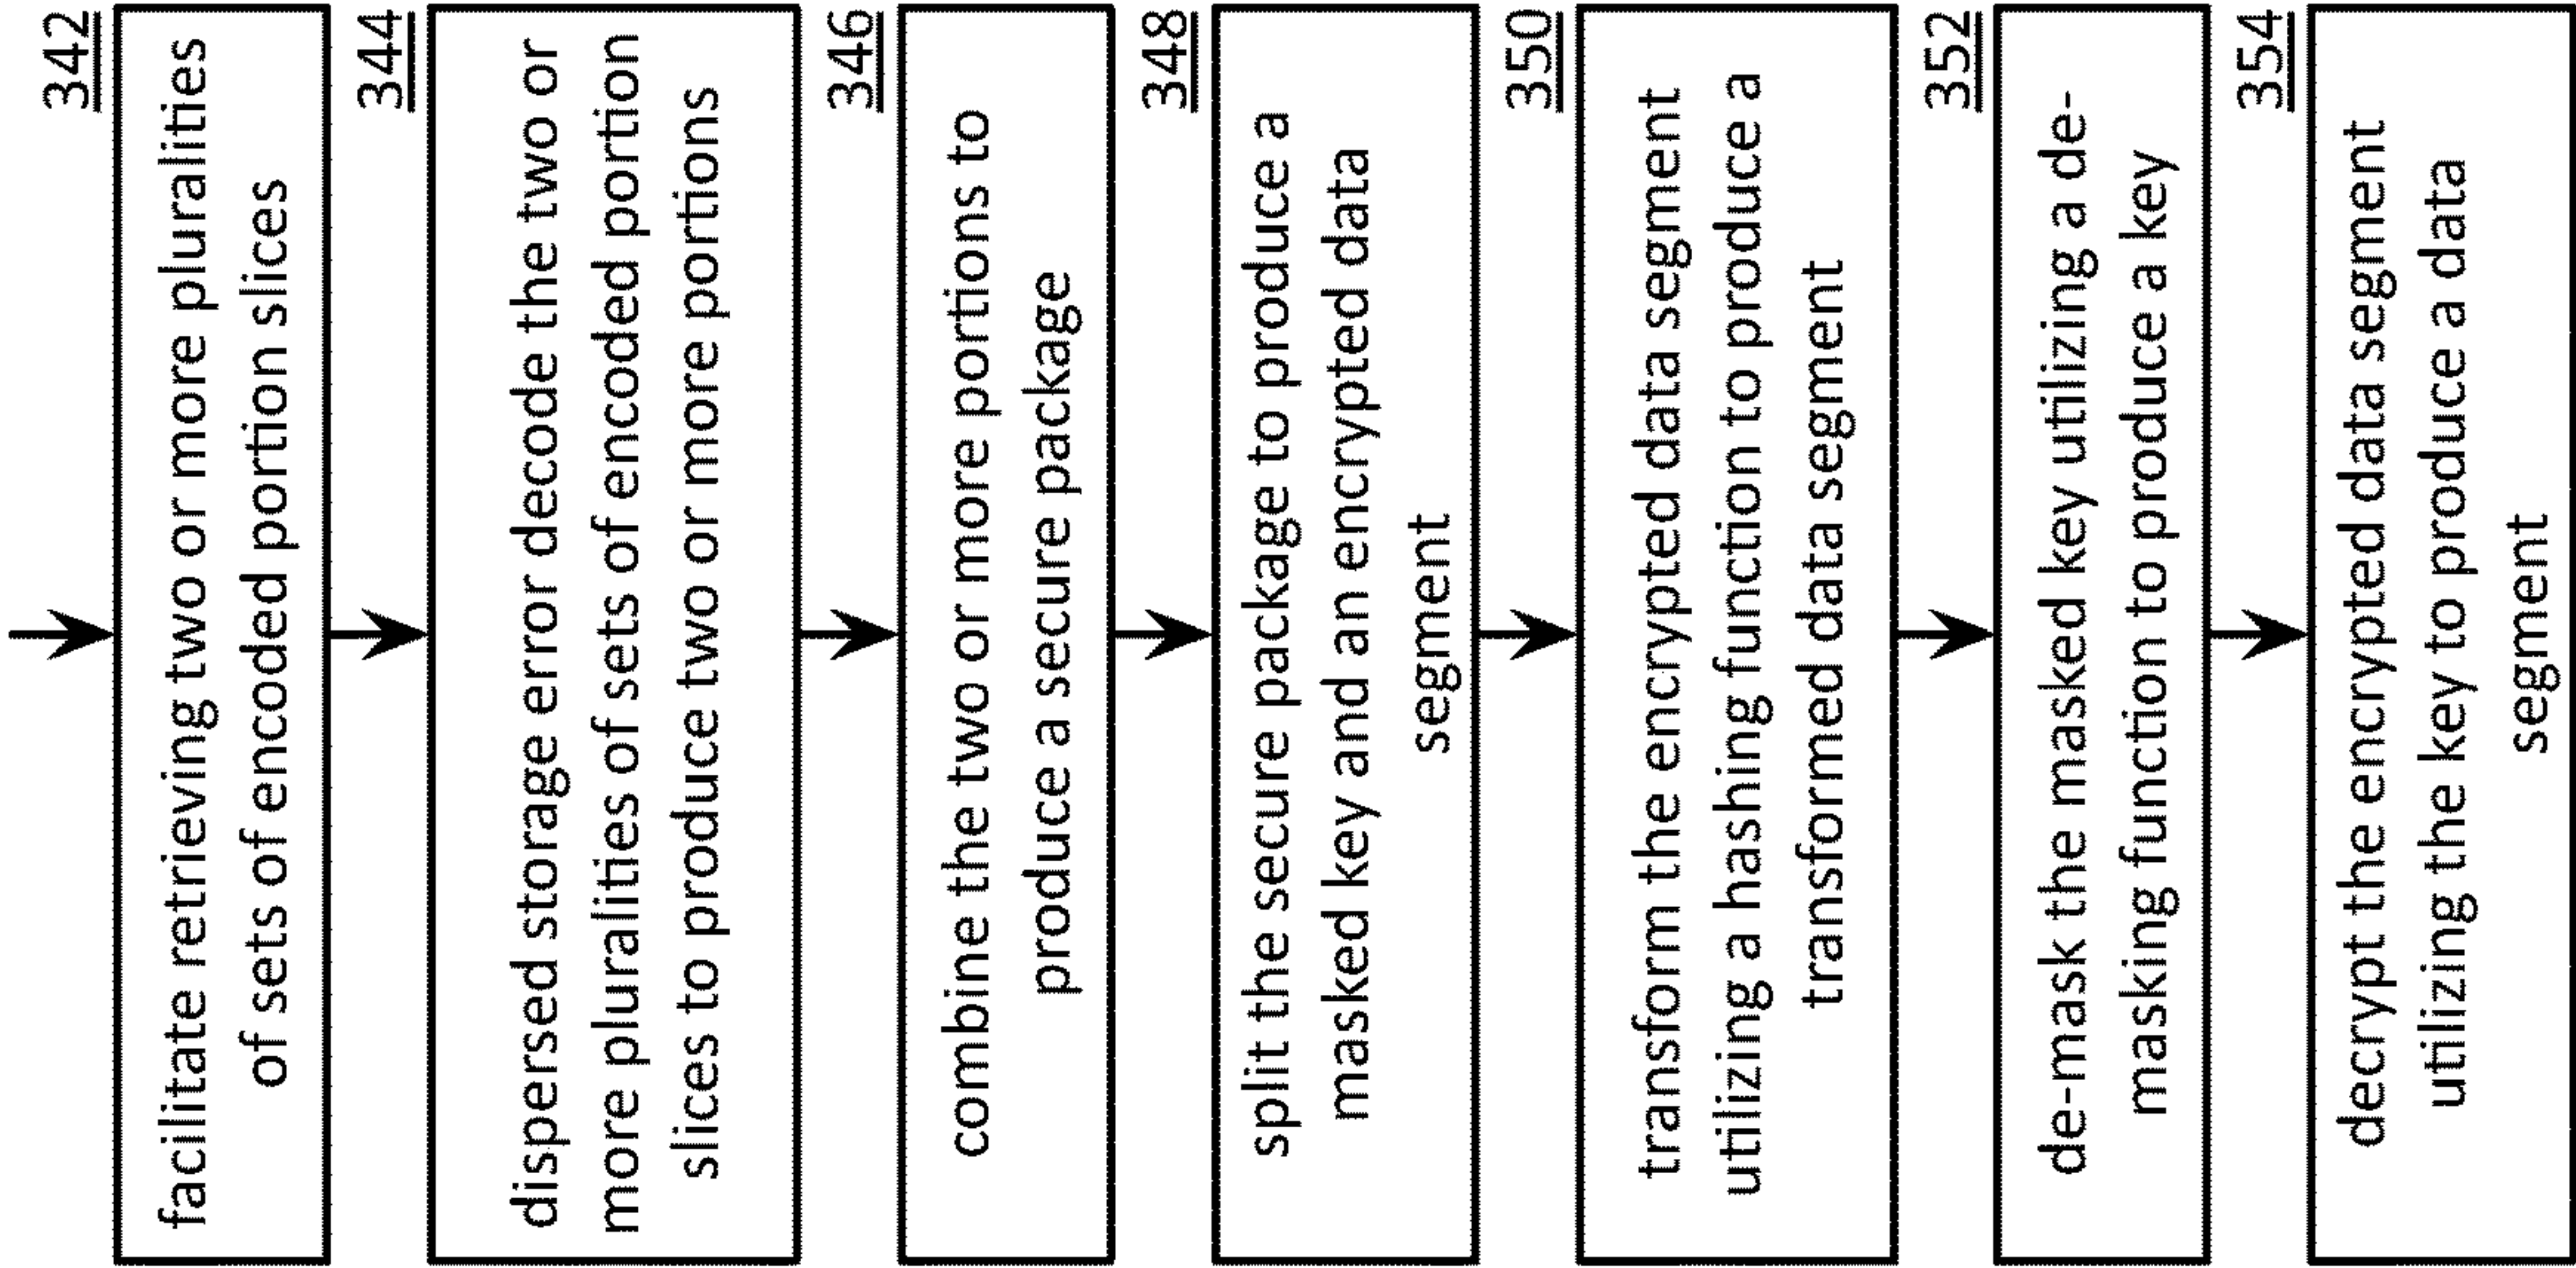 342
facilitate retrieving two or more pluralities
of sets of encoded portion slices
344
dispersed storage error decode the two or
more pluralities of sets of encoded portion
slices to produce two or more portions
346
combine the two or more portions to
produce a secure package
348
split the secure package to produce a
masked key and an encrypted data
segment
350
transform the encrypted data segment
utilizing a hashing function to produce a
transformed data segment
352
de-mask the masked key utilizing a de-
masking function to produce a key
354
decrypt the encrypted data segment
utilizing the key to produce a data
segment